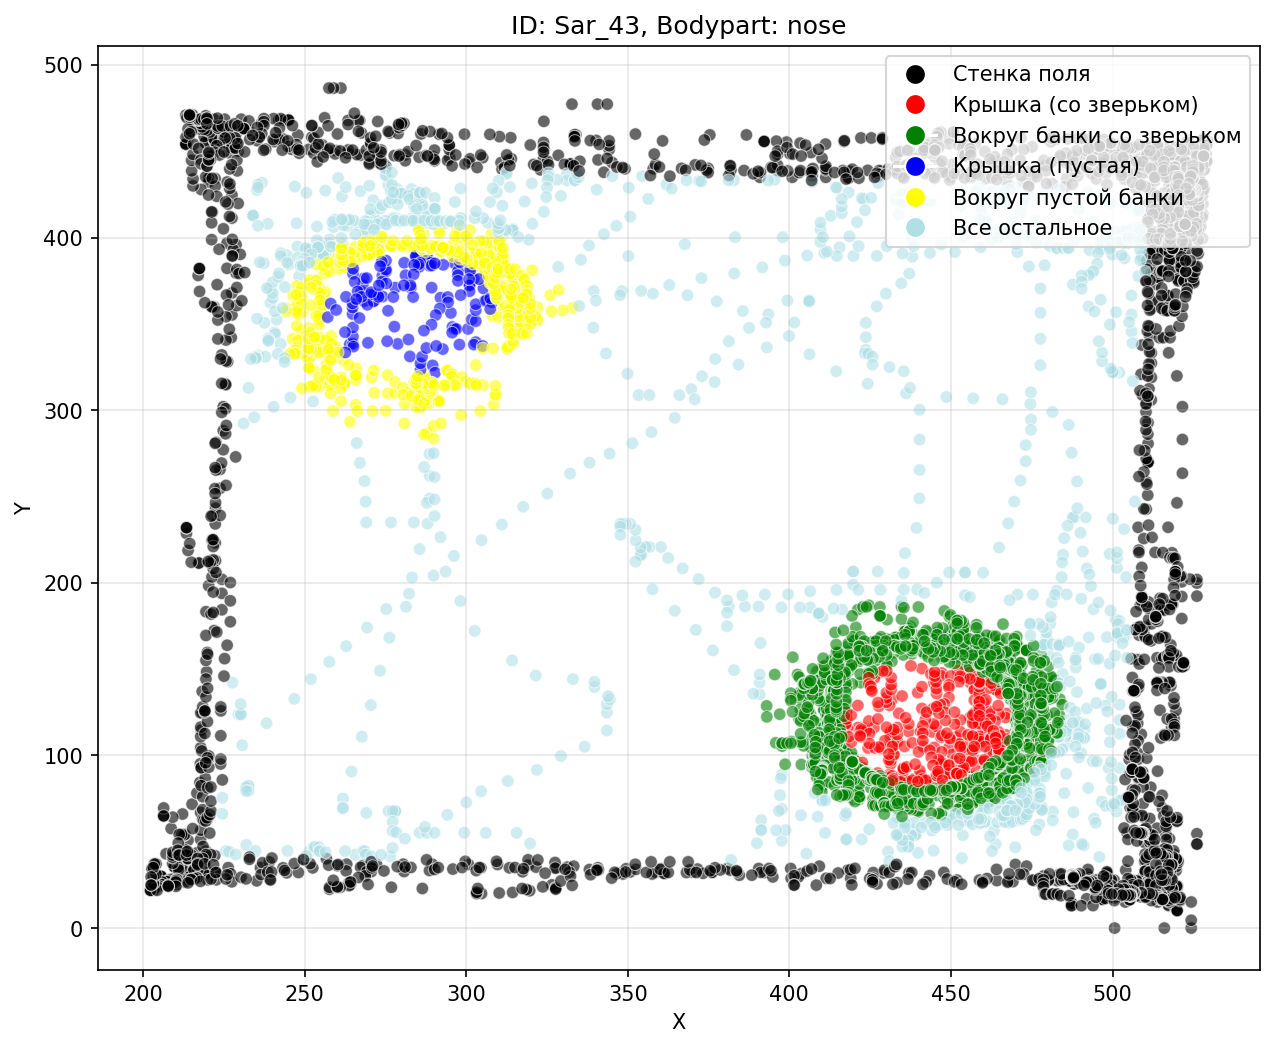 ID: Sar_43, Bodypart: nose
Стенка поля
Крышка (со зверьком)
Вокруг банки со зверьком
Крышка (пустая)
Вокруг пустой банки
Все остальное
500
400
300
200
100
0
Y
200 250 300 350 400 450 500
X